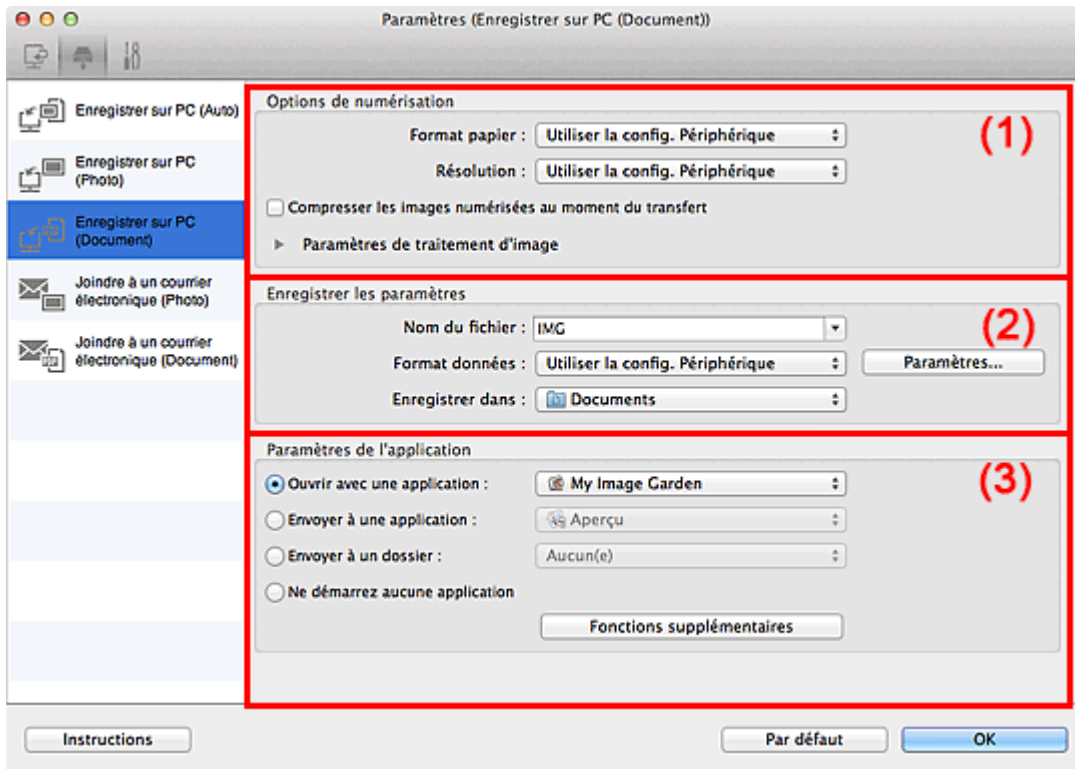 Paramètres (Enregistrer sur PC (Document))
Enregistrer sur PC (Auto)
Enregistrer sur PC
(Photo)
Enregistrer sur PC
(Document)
Joindre à un courrier
électronique (Photo)
Joindre à un courrier
électronique (Document)
Options de numérisation
(1)
Format papier : Utiliser la config. Périphérique
Résolution : Utiliser la config. Périphérique
Compresser les images numérisées au moment du transfert
Paramètres de traitement d'image
Enregistrer les paramètres
(2)
Nom du fichier : IMG
Format données : Utiliser la config. Périphérique Paramètres...
Enregistrer dans : Documents
Paramètres de l'application
(3)
Ouvrir avec une application : My Image Garden
Envoyer à une application : Aperçu
Envoyer à un dossier : Aucun(e)
Ne démarrez aucune application
Fonctions supplémentaires
Instructions Par défaut OK